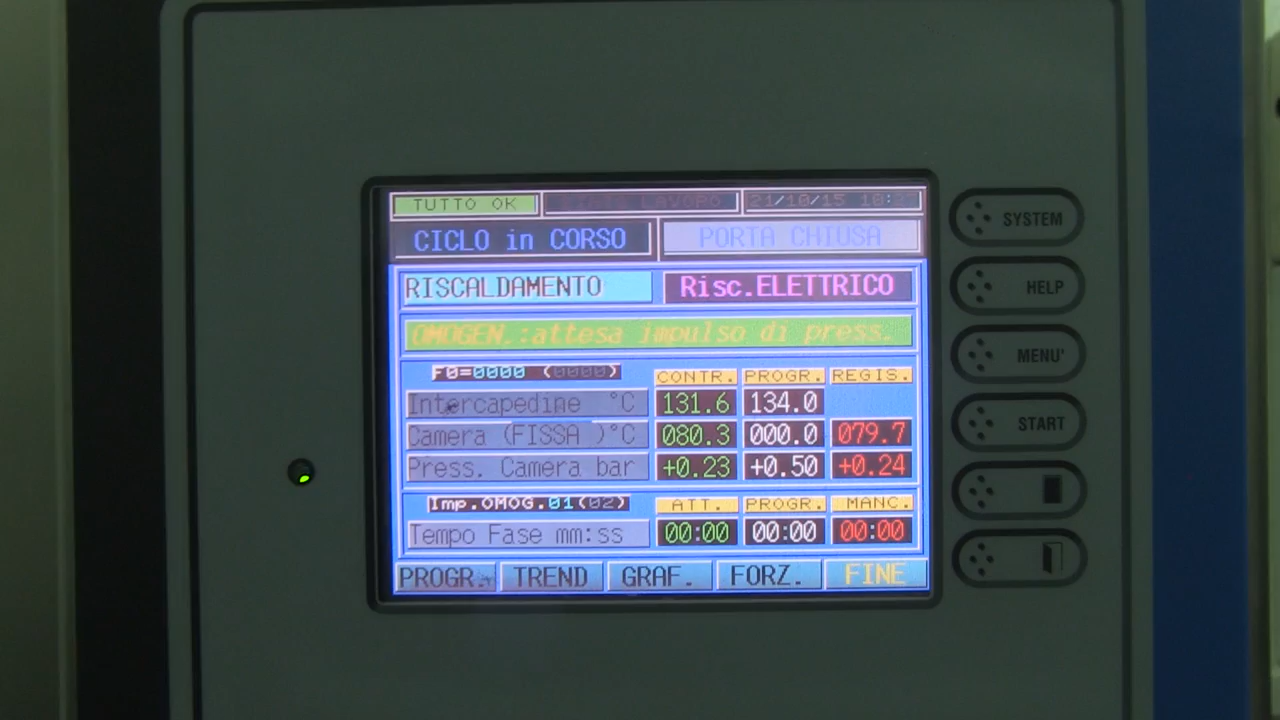 TUTTO OK LAVORO 21/10/15
CICLO in CORSO PORTA CHIUSA
SYSTEM
RISCALDAMENTO Risc.ELETTRICO
HELP
OMOGEN.:attesa impulso di press.
MENU'
F0=0000 (0000) CONTR. PROGR. REGIS.
Intercapedine °C 131.6 134.0
START
Camera (FISSA )°C 080.3 000.0 079.7
Press. Camera bar +0.23 +0.50 +0.24
Imp.OMOG.01(02) ATT. PROGR. MANC.
Tempo Fase mm:ss 00:00 00:00 00:00
PROGR. TREND GRAF. FORZ. FINE